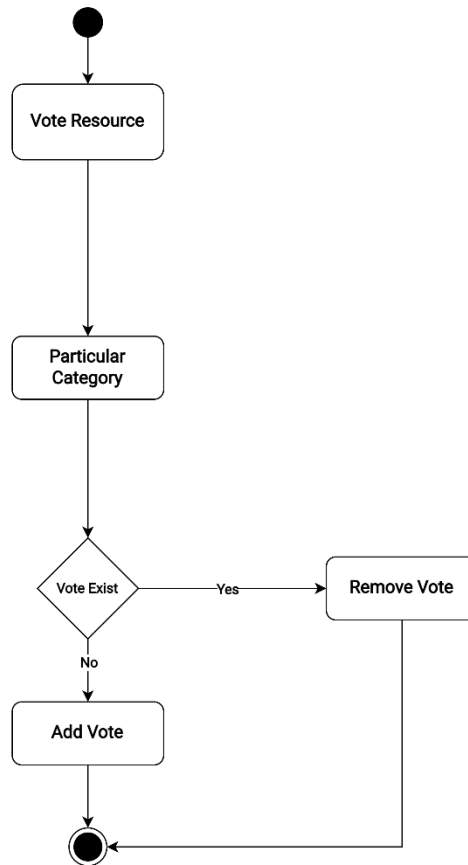 Vote Resource
Particular
Category
Vote Exist
Yes
Remove Vote
No
Add Vote